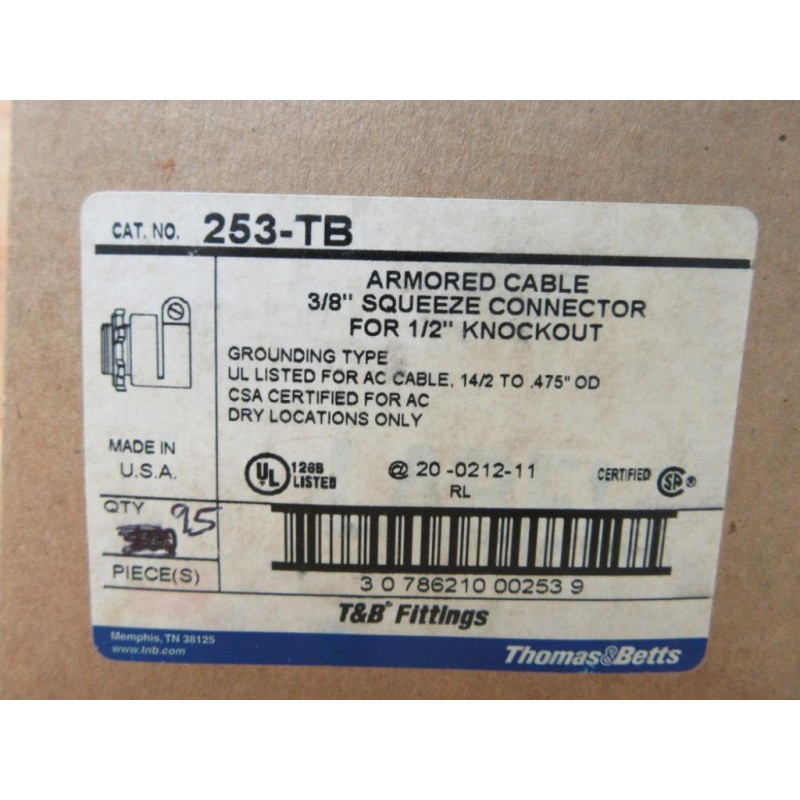 CAT. NO. 253-TB
ARMORED CABLE
3/8" SQUEEZE CONNECTOR
FOR 1/2" KNOCKOUT
GROUNDING TYPE
UL LISTED FOR AC CABLE, 14/2 TO .475" OD
CSA CERTIFIED FOR AC
DRY LOCATIONS ONLY
MADE IN
U.S.A.
UL 126B
LISTED
@ 20-0212-11
RL
CERTIFIED SP ®
QTY
95
PIECE(S)
3 0 786210 00253 9
T&B® Fittings
Memphis, TN 38125
www.tnb.com
Thomas&Betts